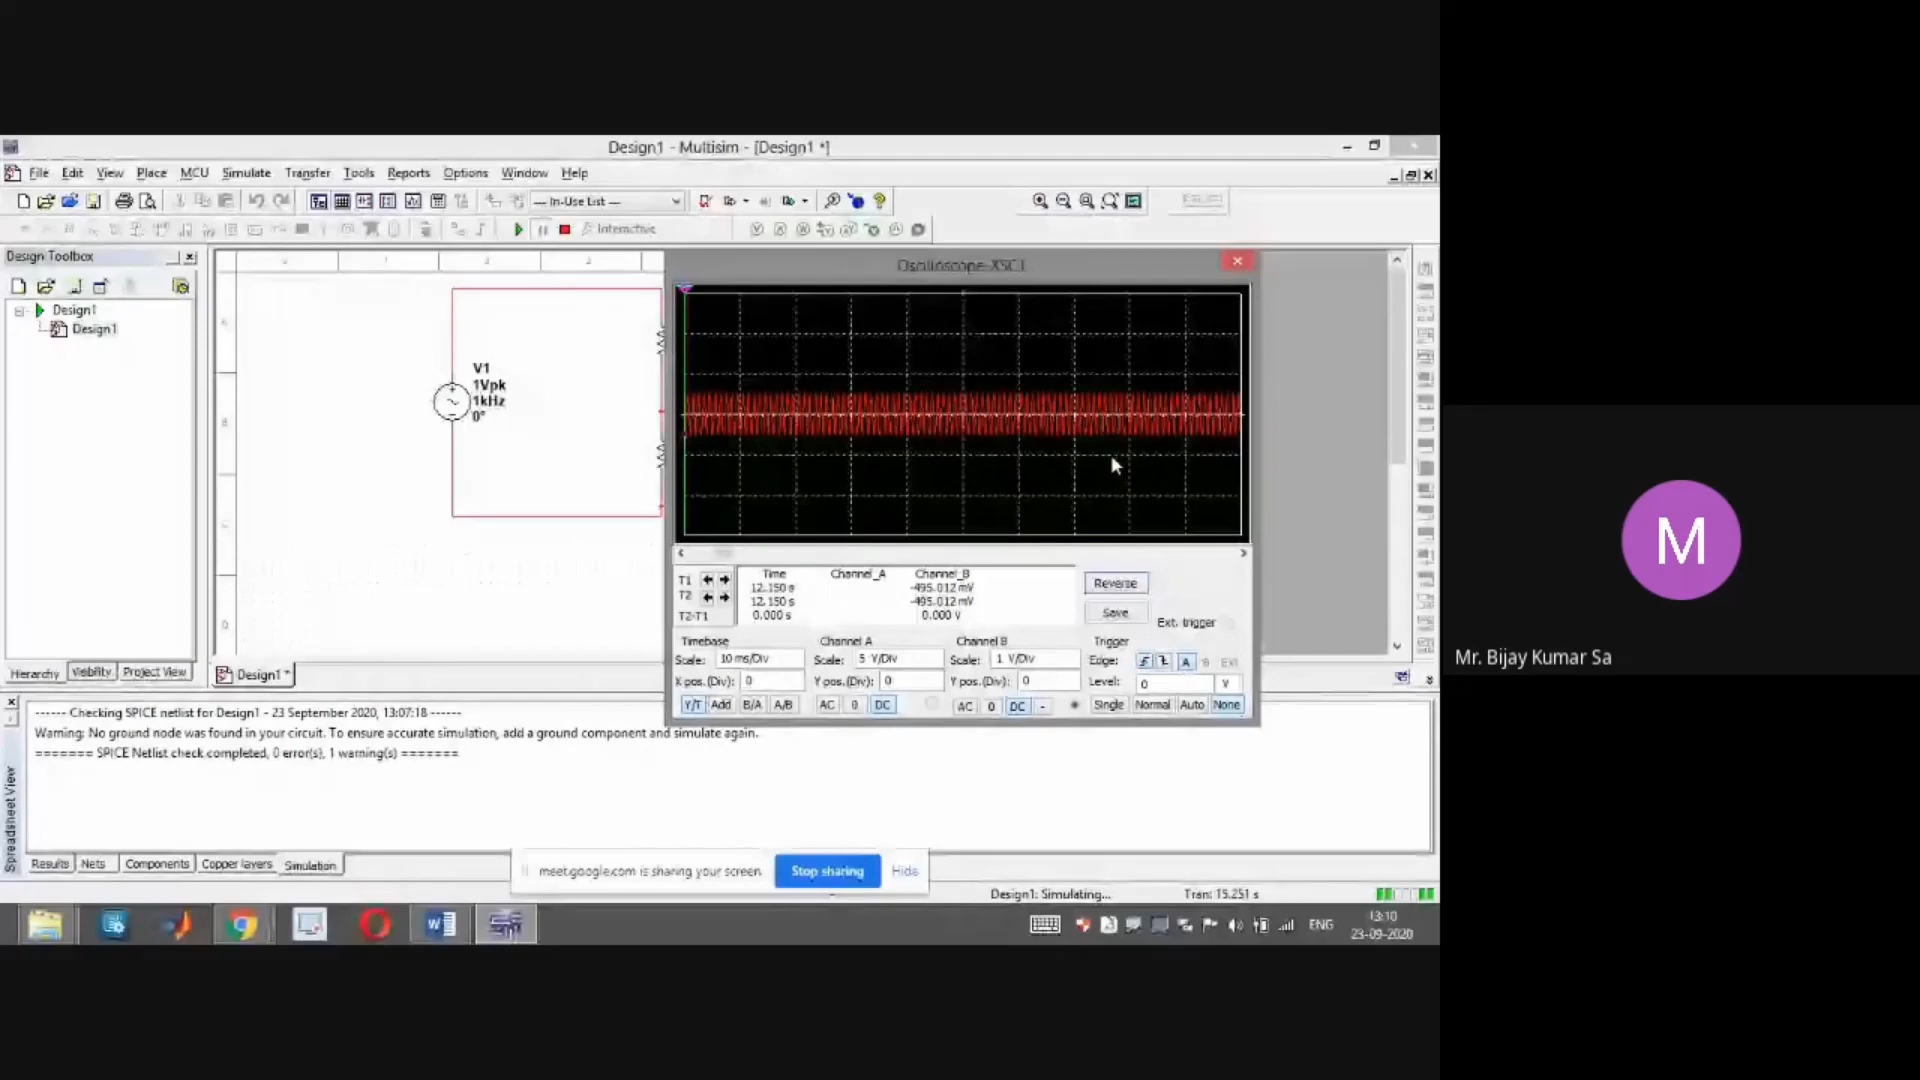 Design1 - Multisim - [Design1 *]
File Edit View Place MCU Simulate Transfer Tools Reports Options Window Help
--- In-Use List ---
Interactive
Design Toolbox
Oscilloscope-XSC1
Design1
Design1
V1
1Vpk
1kHz
0°
Time Channel_A Channel_B
T1 12.150 s -495.012 mV
T2 12.150 s -495.012 mV
T2-T1 0.000 s 0.000 V
Reverse
Save
Ext. trigger
Timebase Channel A Channel B Trigger
Scale: 10 ms/Div Scale: 5 V/Div Scale: 1 V/Div Edge: A B Ext
X pos.(Div): 0 Y pos.(Div): 0 Y pos.(Div): 0 Level: 0 V
Y/T Add B/A A/B AC 0 DC AC 0 DC - Single Normal Auto None
Hierarchy Visibility Project View
Design1 *
------ Checking SPICE netlist for Design1 - 23 September 2020, 13:07:18 ------
Warning: No ground node was found in your circuit. To ensure accurate simulation, add a ground component and simulate again.
======= SPICE Netlist check completed, 0 error(s), 1 warning(s) =======
Spreadsheet View
Results Nets Components Copper layers Simulation
meet.google.com is sharing your screen. Stop sharing Hide
Design1: Simulating... Tran: 15.251 s
ENG
13:10
23-09-2020
M
Mr. Bijay Kumar Sa